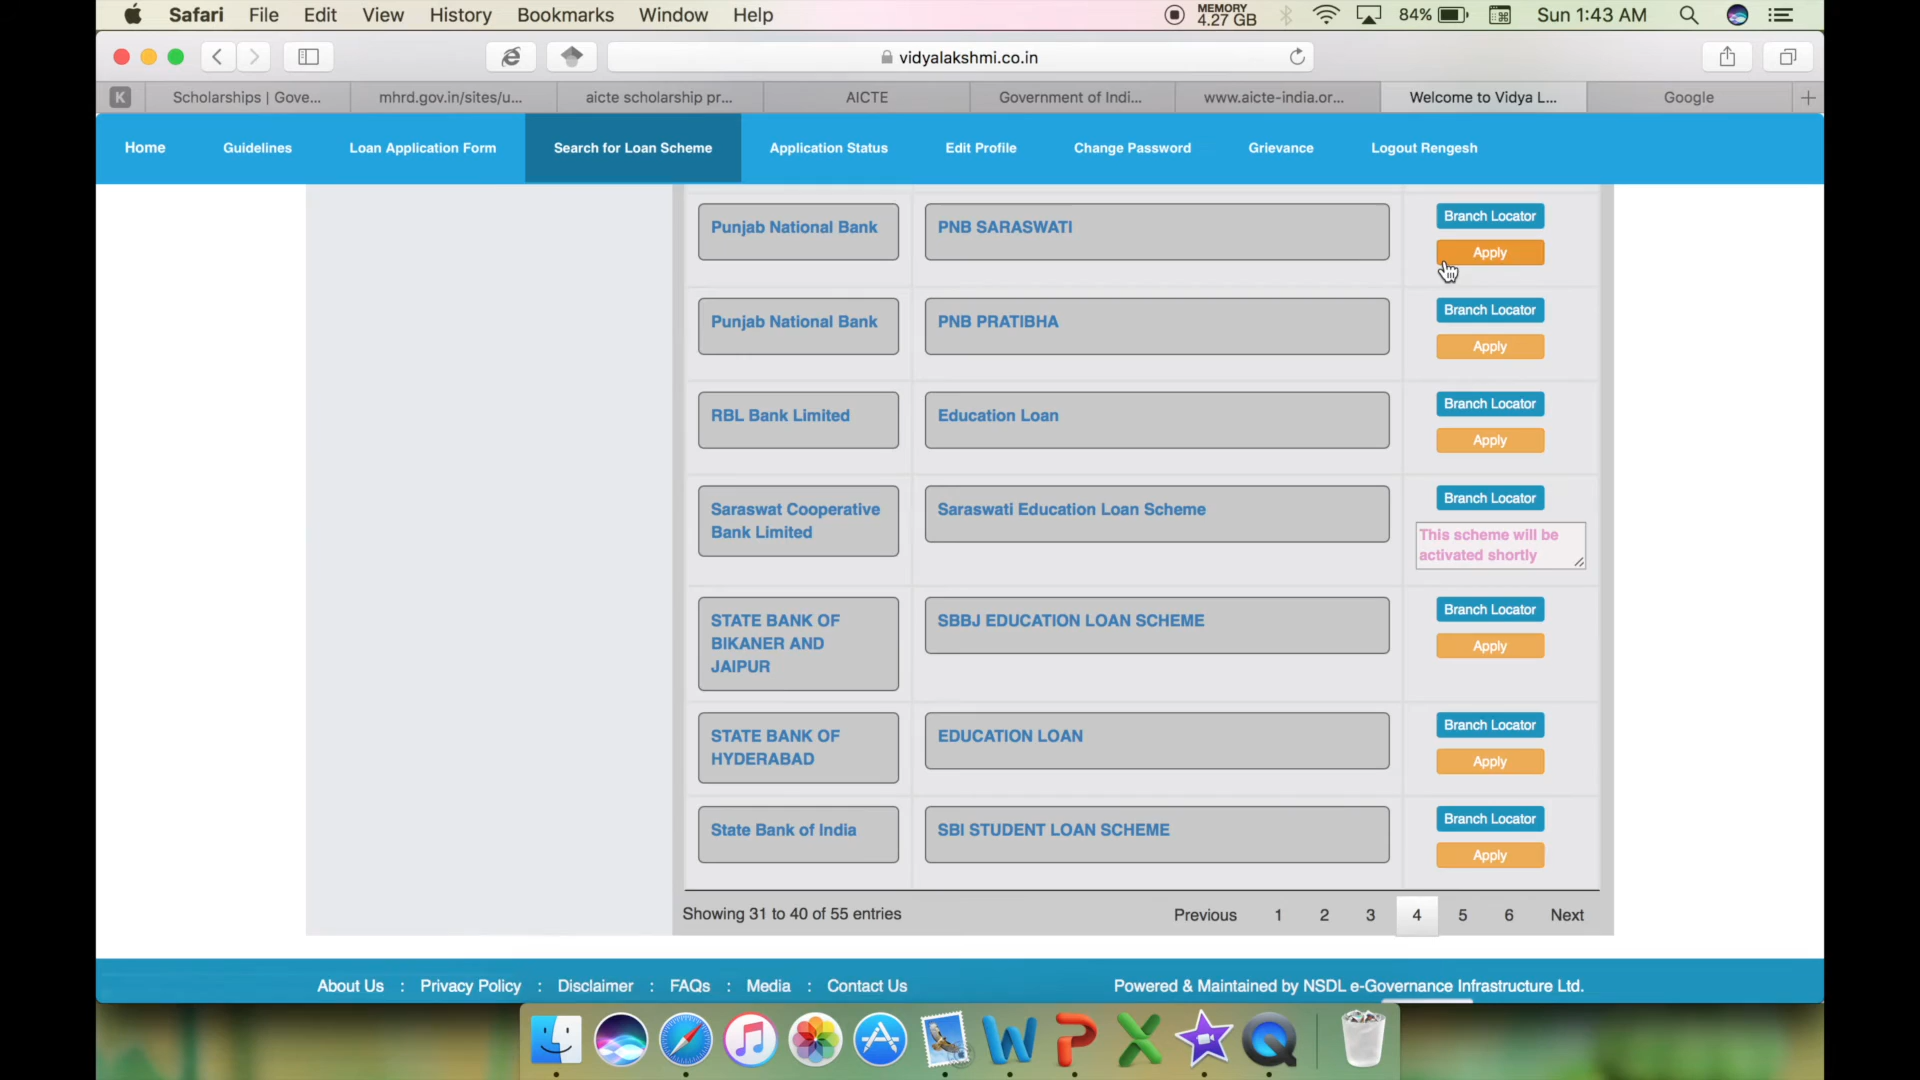 Safari File Edit View History Bookmarks Window Help MEMORY 4.27 GB 84% Sun 1:43 AM
vidyalakshmi.co.in
K Scholarships | Gove... mhrd.gov.in/sites/u... aicte scholarship pr... AICTE Government of Indi... www.aicte-india.or... Welcome to Vidya L... Google
Home Guidelines Loan Application Form Search for Loan Scheme Application Status Edit Profile Change Password Grievance Logout Rengesh
Punjab National Bank PNB SARASWATI Branch Locator
Apply
Punjab National Bank PNB PRATIBHA Branch Locator
Apply
RBL Bank Limited Education Loan Branch Locator
Apply
Saraswat Cooperative Bank Limited Saraswati Education Loan Scheme Branch Locator
This scheme will be
activated shortly
STATE BANK OF
BIKANER AND
JAIPUR
SBBJ EDUCATION LOAN SCHEME Branch Locator
Apply
STATE BANK OF
HYDERABAD
EDUCATION LOAN Branch Locator
Apply
State Bank of India SBI STUDENT LOAN SCHEME Branch Locator
Apply
Showing 31 to 40 of 55 entries Previous 1 2 3 4 5 6 Next
About Us : Privacy Policy : Disclaimer : FAQs : Media : Contact Us Powered & Maintained by NSDL e-Governance Infrastructure Ltd.